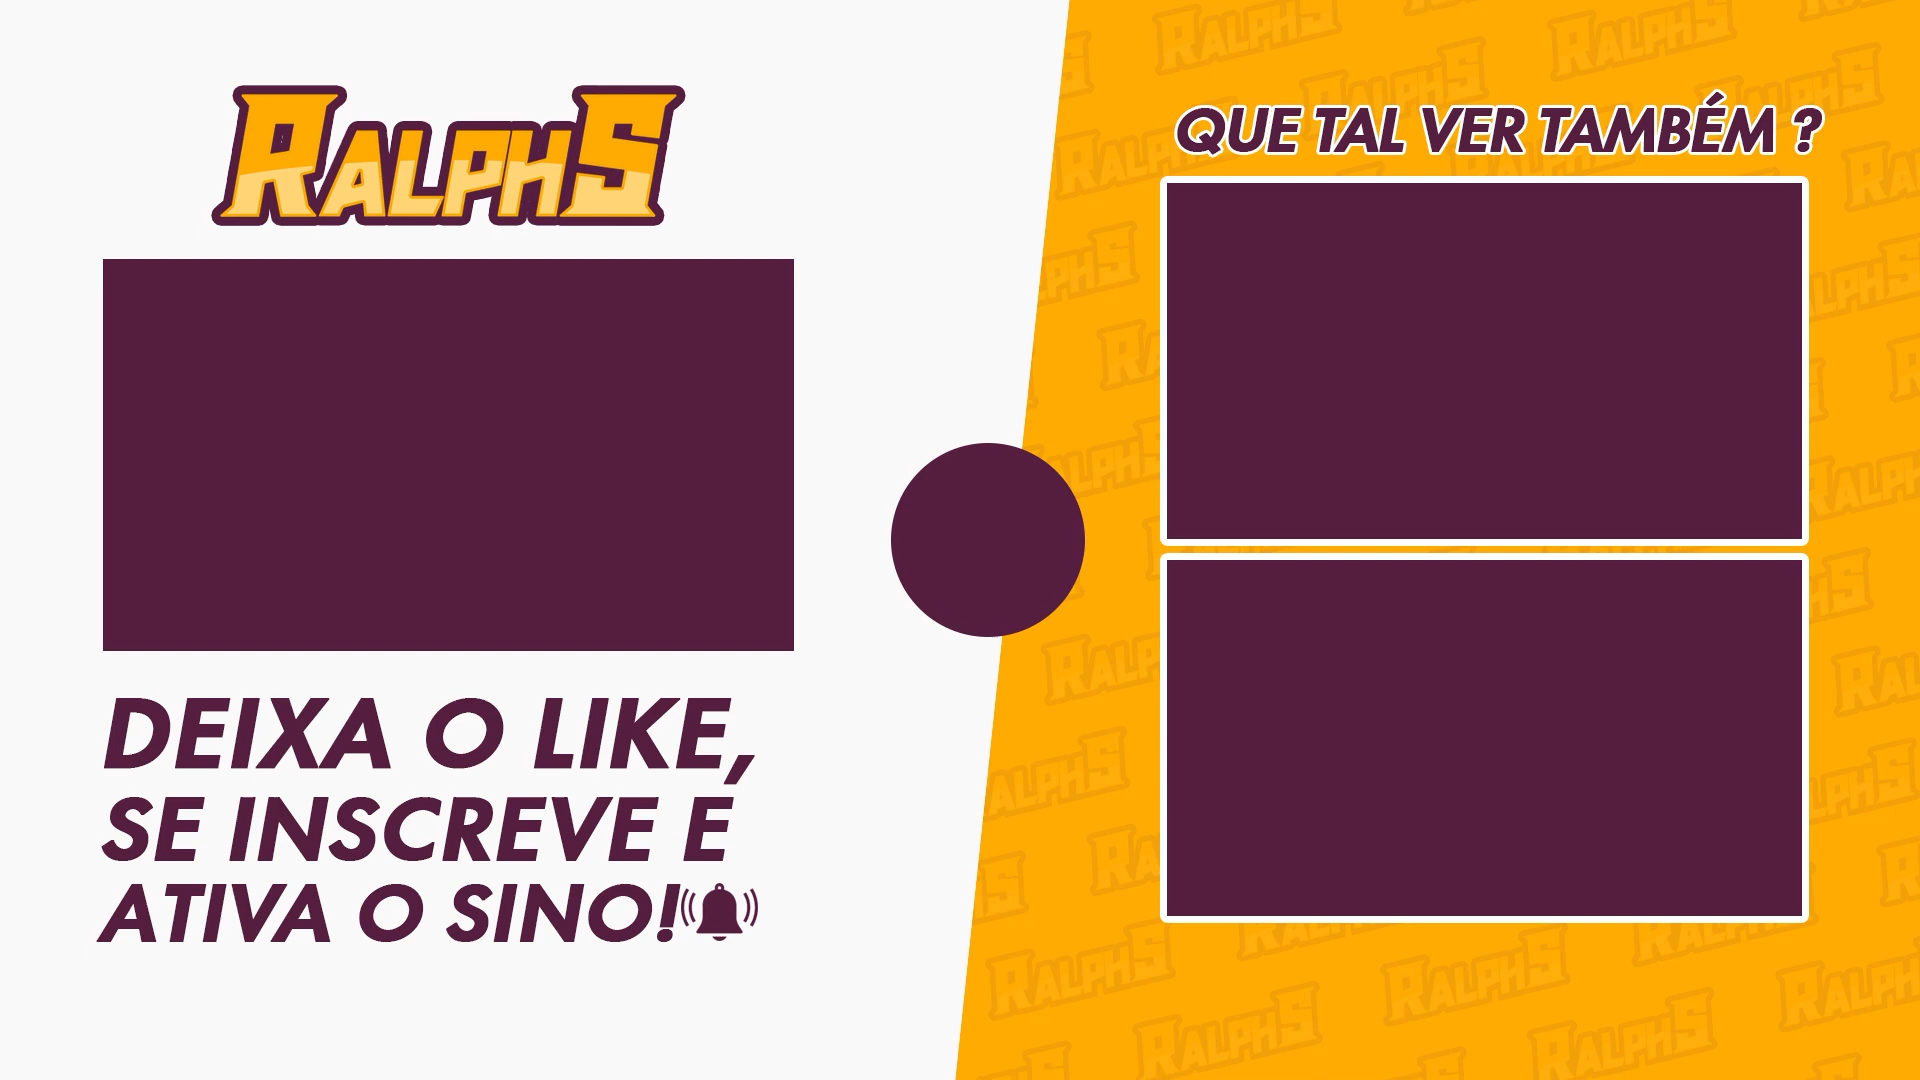 RALPHS
DEIXA O LIKE,
SE INSCREVE E
ATIVA O SINO!
QUE TAL VER TAMBÉM ?